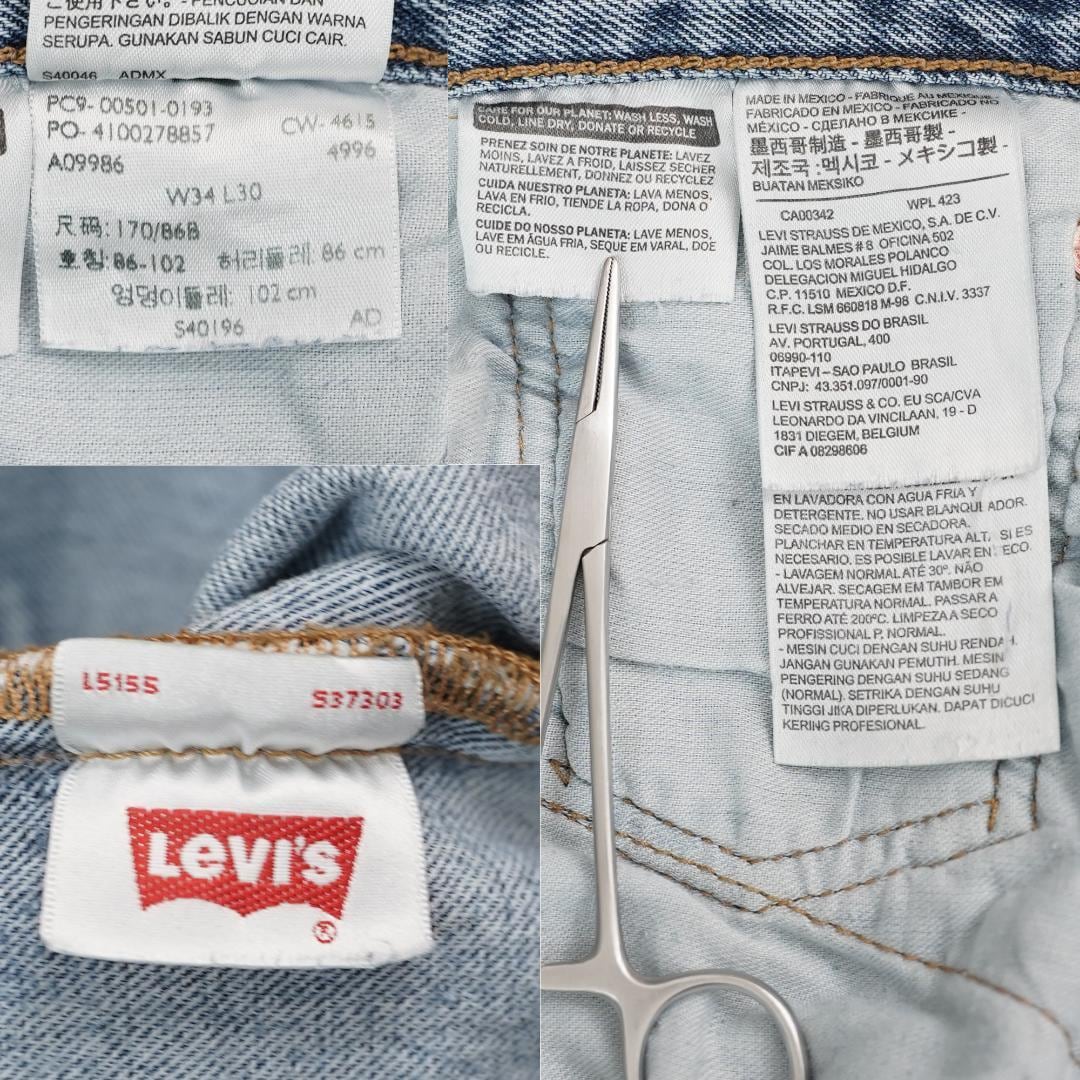 ご使用下さい。- PENCUCIAN DAN
PENGERINGAN DIBALIK DENGAN WARNA
SERUPA. GUNAKAN SABUN CUCI CAIR.
S40046 ADMX
PC9- 00501-0193
PO- 4100278857 CW- 4615
A09986 4996
W34 L30
尺码: 170/86B
호칭: 86-102 허리둘레: 86 cm
엉덩이둘레: 102 cm
S40196 AD
CARE FOR OUR PLANET: WASH LESS, WASH
COLD, LINE DRY, DONATE OR RECYCLE
PRENEZ SOIN DE NOTRE PLANETE: LAVEZ
MOINS, LAVEZ A FROID, LAISSEZ SECHER
NATURELLEMENT, DONNEZ OU RECYCLEZ
CUIDA NUESTRO PLANETA: LAVA MENOS,
LAVA EN FRIO, TIENDE LA ROPA, DONA O
RECICLA.
CUIDE DO NOSSO PLANETA: LAVE MENOS,
LAVE EM ÁGUA FRIA, SEQUE EM VARAL, DOE
OU RECICLE.
MADE IN MEXICO - FABRIQUE AU MEXIQUE
FABRICADO EN MEXICO - FABRICADO NO
MÉXICO - СДЕЛАНО В МЕКСИКЕ -
墨西哥制造 - 墨西哥製 -
제조국 :멕시코 - メキシコ製 -
BUATAN MEKSIKO
CA00342 WPL 423
LEVI STRAUSS DE MEXICO, S.A. DE C.V.
JAIME BALMES # 8 OFICINA 502
COL. LOS MORALES POLANCO
DELEGACION MIGUEL HIDALGO
C.P. 11510 MEXICO D.F.
R.F.C. LSM 660818 M-98 C.N.I.V. 3337
LEVI STRAUSS DO BRASIL
AV. PORTUGAL, 400
06990-110
ITAPEVI – SAO PAULO BRASIL
CNPJ: 43.351.097/0001-90
LEVI STRAUSS & CO. EU SCA/CVA
LEONARDO DA VINCILAAN, 19 - D
1831 DIEGEM, BELGIUM
CIF A 08298606
EN LAVADORA CON AGUA FRIA Y
DETERGENTE. NO USAR BLANQUEADOR.
SECADO MEDIO EN SECADORA.
PLANCHAR EN TEMPERATURA ALTA SI ES
NECESARIO. ES POSIBLE LAVAR EN SECO.
- LAVAGEM NORMAL ATÉ 30º. NÃO
ALVEJAR. SECAGEM EM TAMBOR EM
TEMPERATURA NORMAL. PASSAR A
FERRO ATÉ 200ºC. LIMPEZA A SECO
PROFISSIONAL P, NORMAL.
- MESIN CUCI DENGAN SUHU RENDAH.
JANGAN GUNAKAN PEMUTIH. MESIN
PENGERING DENGAN SUHU SEDANG
(NORMAL). SETRIKA DENGAN SUHU
TINGGI JIKA DIPERLUKAN. DAPAT DICUCI
KERING PROFESIONAL.
L5155 S37303
LEVI'S
®